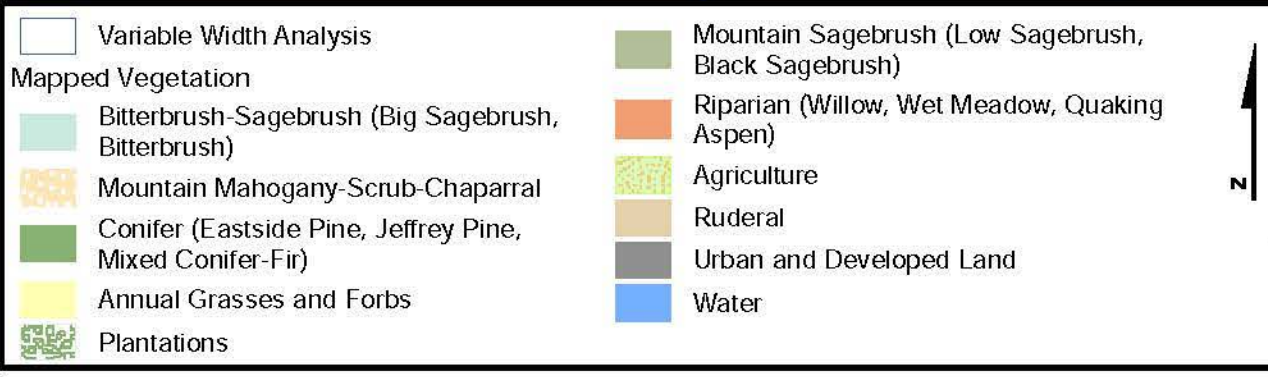 Variable Width Analysis
Mapped Vegetation
Bitterbrush-Sagebrush (Big Sagebrush,
Bitterbrush)
Mountain Mahogany-Scrub-Chaparral
Conifer (Eastside Pine, Jeffrey Pine,
Mixed Conifer-Fir)
Annual Grasses and Forbs
Plantations
Mountain Sagebrush (Low Sagebrush,
Black Sagebrush)
Riparian (Willow, Wet Meadow, Quaking
Aspen)
Agriculture
Ruderal
Urban and Developed Land
Water
N